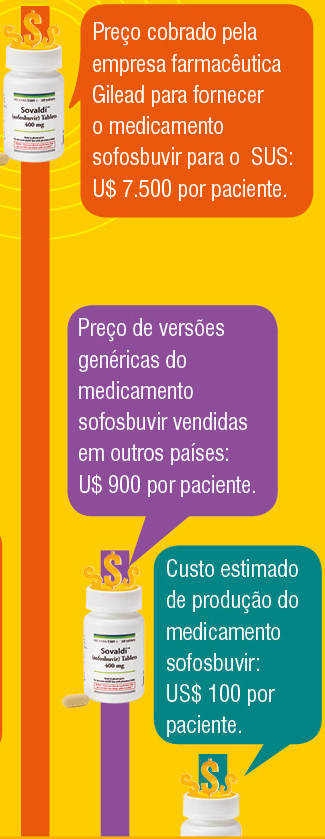 Preço cobrado pela
empresa farmacêutica
Gilead para fornecer
o medicamento
sofosbuvir para o SUS:
U$ 7.500 por paciente.
Sovaldi™
(sofosbuvir) Tablets
400 mg
Preço de versões
genéricas do
medicamento
sofosbuvir vendidas
em outros países:
U$ 900 por paciente.
Sovaldi™
(sofosbuvir) Tablets
400 mg
Custo estimado
de produção do
medicamento
sofosbuvir:
US$ 100 por
paciente.